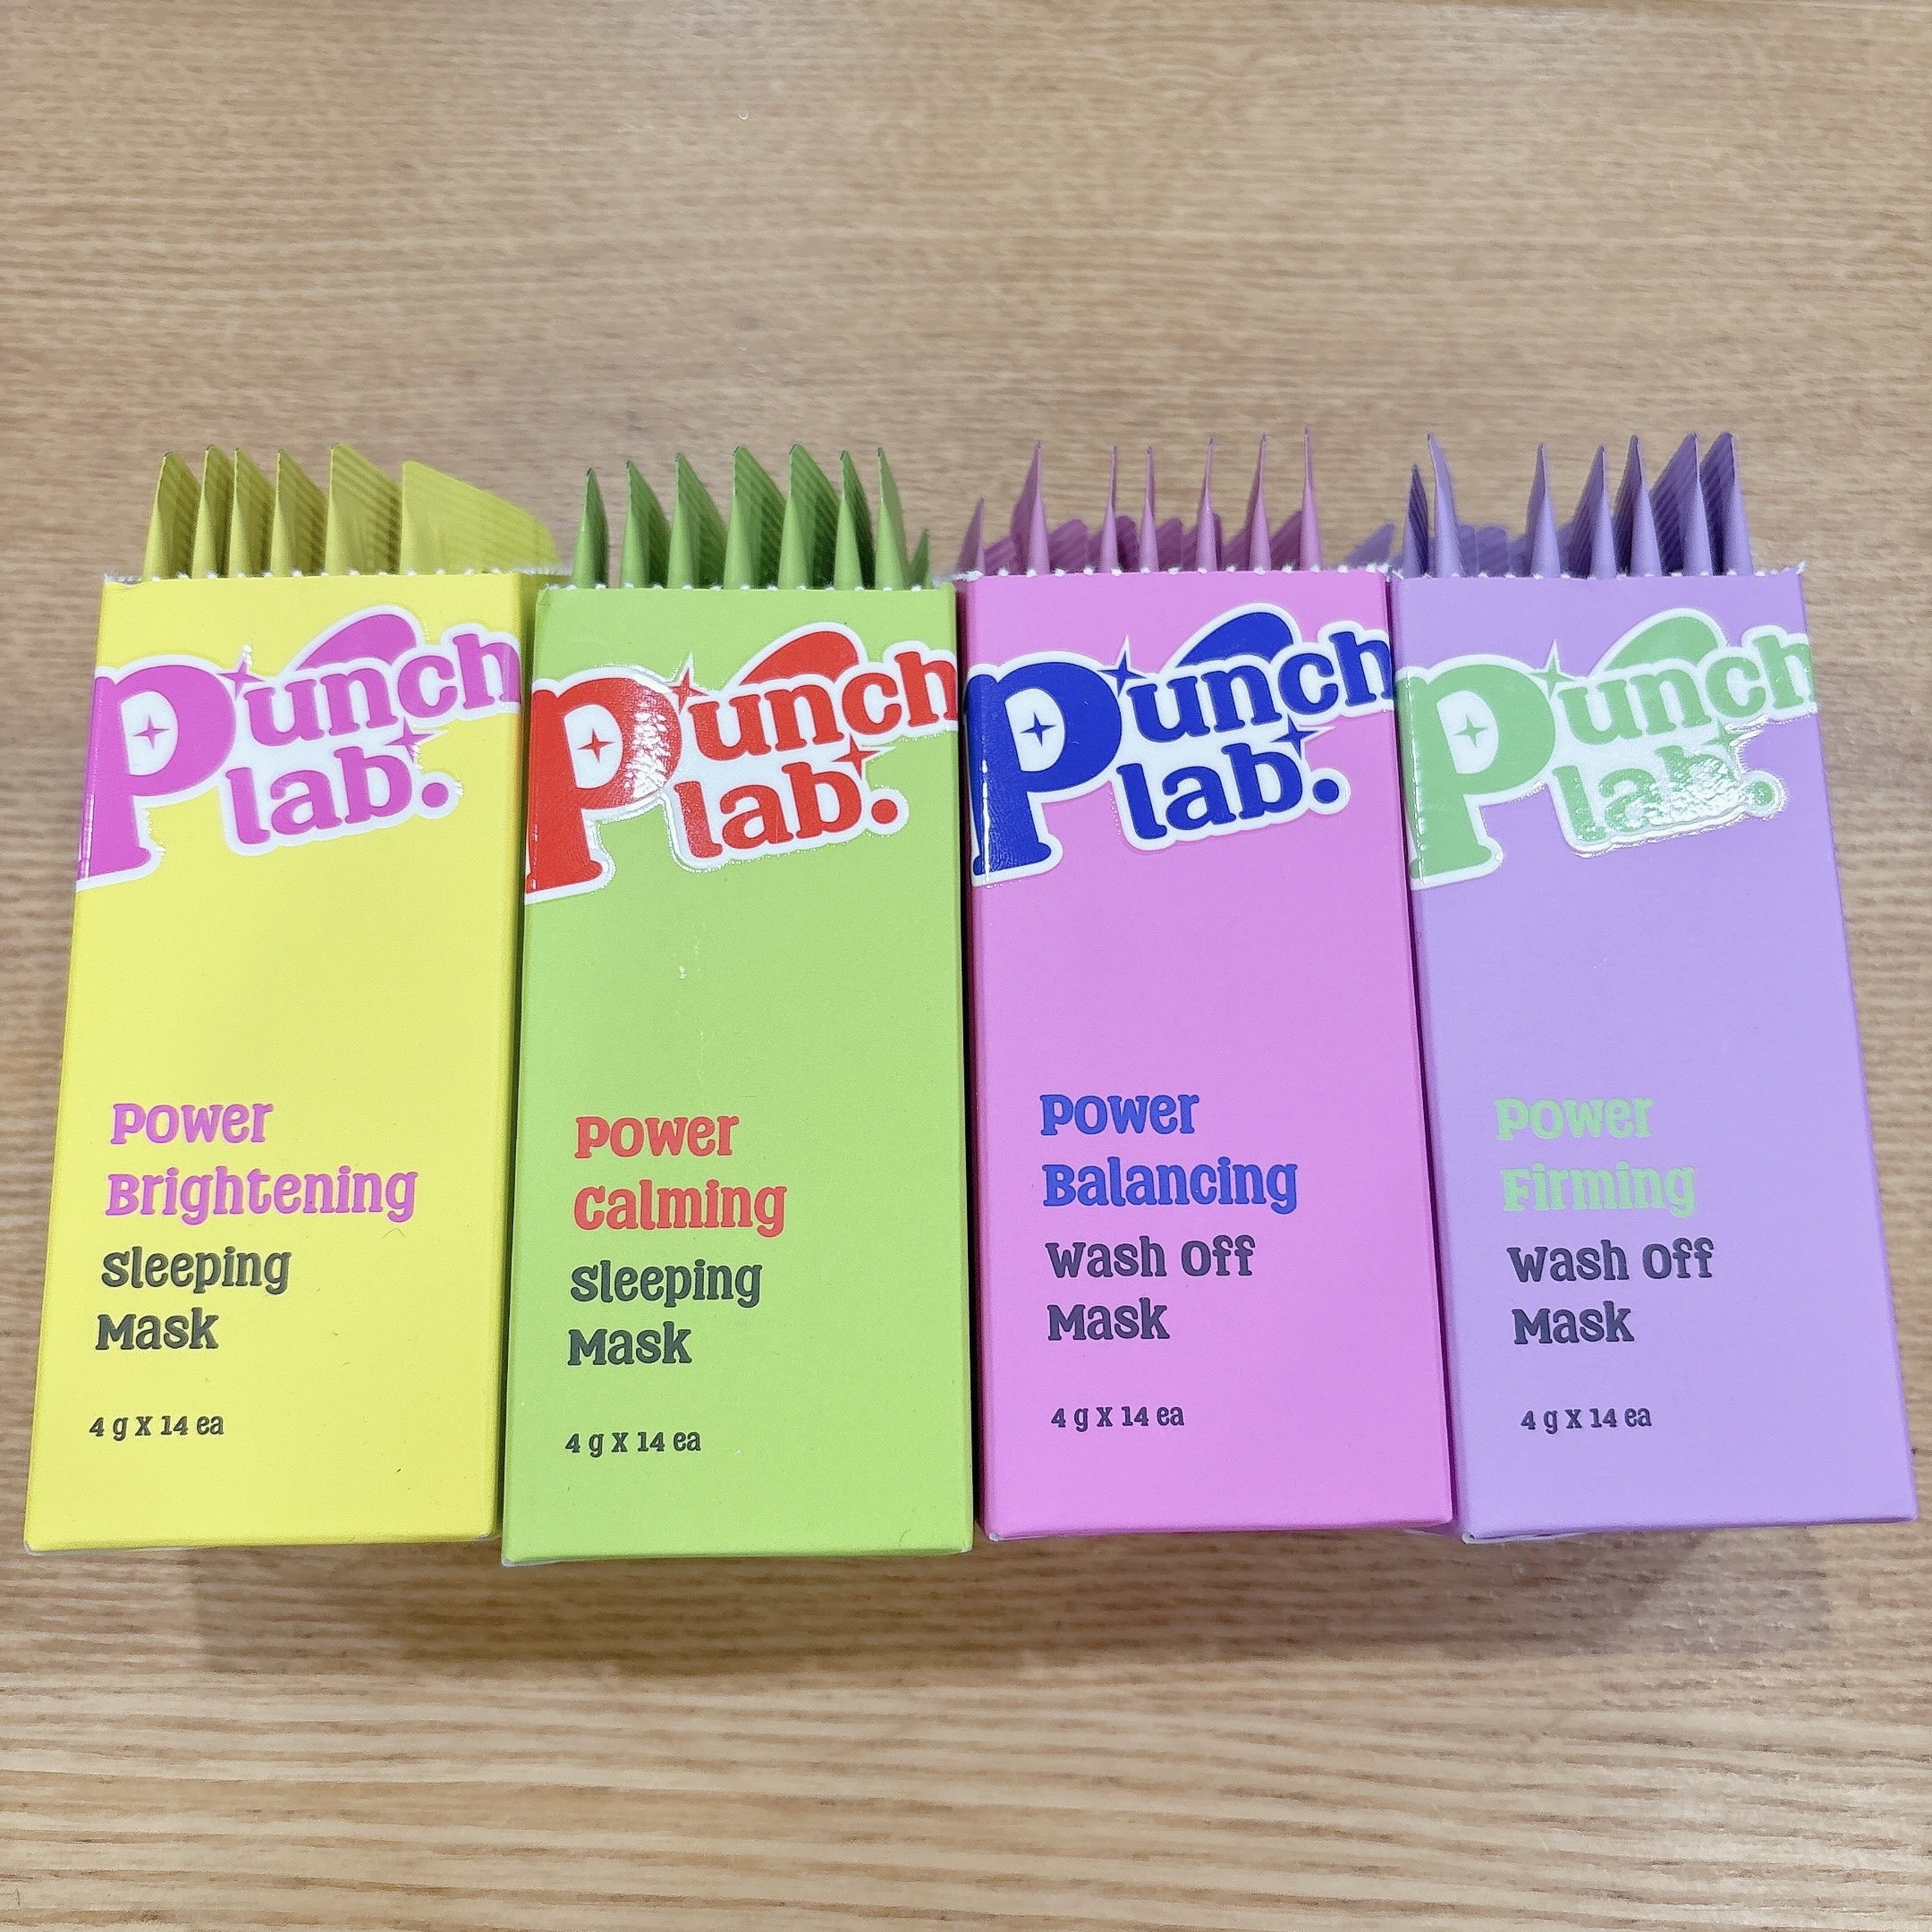 Punch
lab.
Power
Brightening
Sleeping
Mask
4 g X 14 ea
Punch
lab.
Power
Calming
Sleeping
Mask
4 g X 14 ea
Punch
lab.
Power
Balancing
Wash Off
Mask
4 g X 14 ea
Punch
lab.
Power
Firming
Wash Off
Mask
4 g X 14 ea